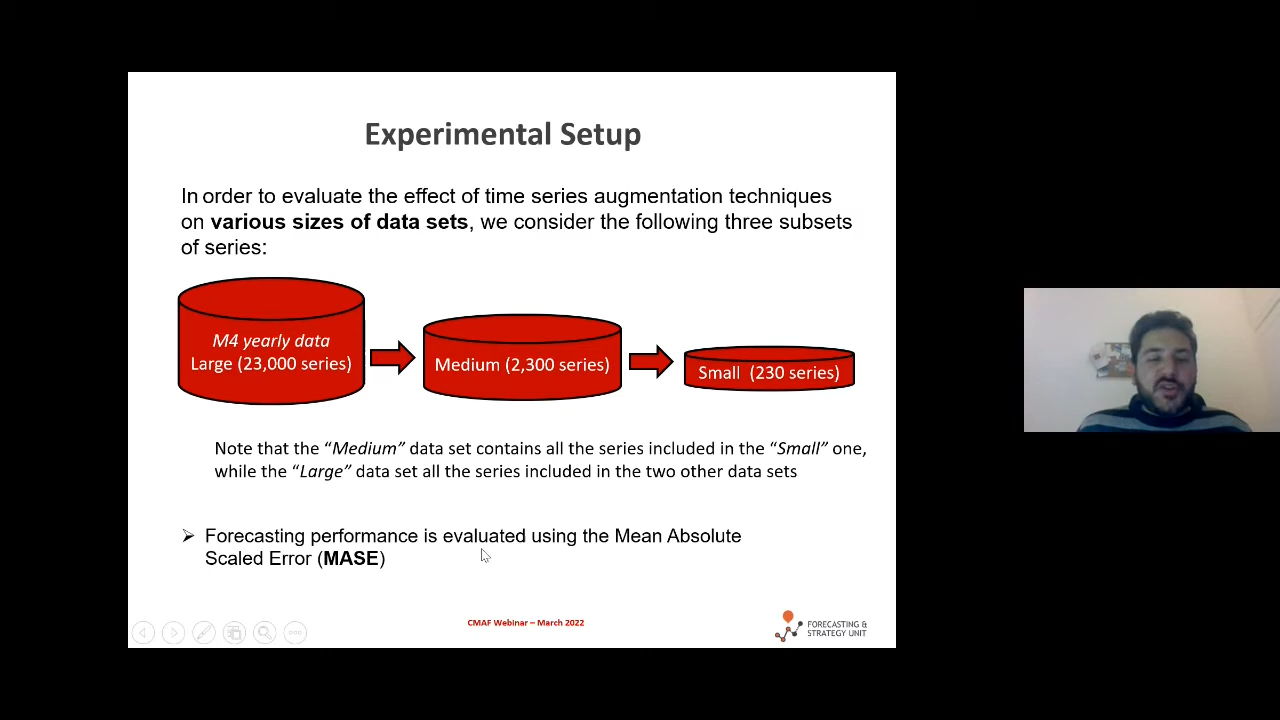 Experimental Setup
In order to evaluate the effect of time series augmentation techniques
on various sizes of data sets, we consider the following three subsets
of series:
M4 yearly data
Large (23,000 series)
Medium (2,300 series)
Small (230 series)
Note that the “Medium” data set contains all the series included in the “Small” one,
while the “Large” data set all the series included in the two other data sets
➢ Forecasting performance is evaluated using the Mean Absolute
Scaled Error (MASE)
CMAF Webinar – March 2022
FORECASTING &
STRATEGY UNIT